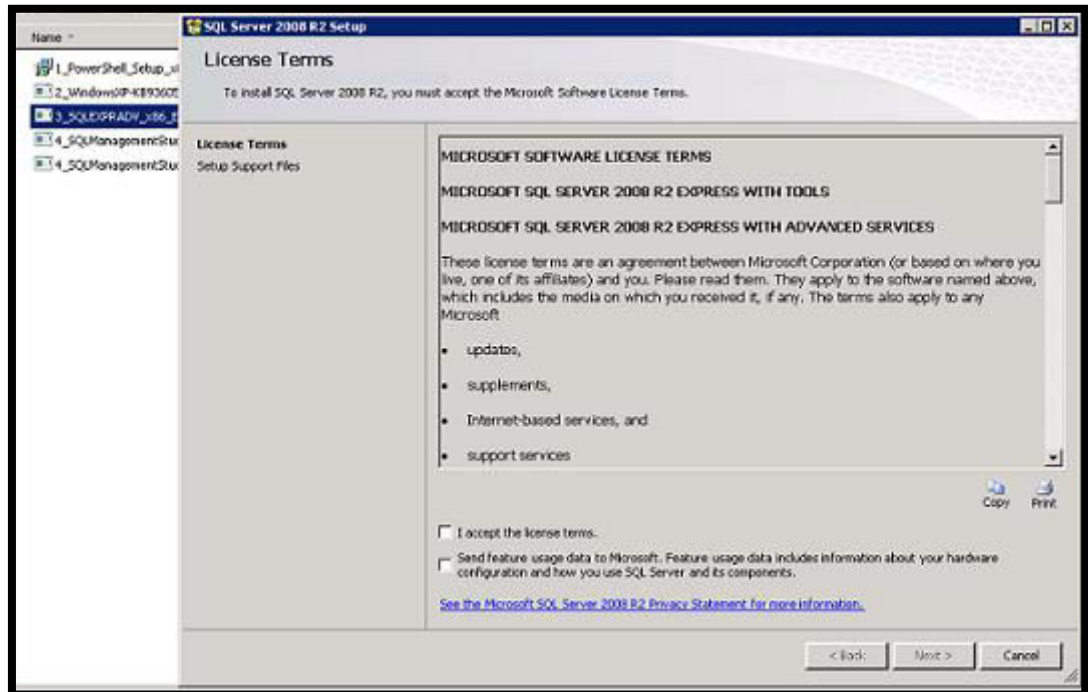 Name
SQL Server 2008 R2 Setup
License Terms
To install SQL Server 2008 R2, you must accept the Microsoft Software License Terms.
1_PowerShell_Setup_
3_SQLEXPRADV_x86_E
4_SQLManagementStuc
4_SQLManagementStuc
License Terms
Setup Support Files
MICROSOFT SOFTWARE LICENSE TERMS
MICROSOFT SQL SERVER 2008 R2 EXPRESS WITH TOOLS
MICROSOFT SQL SERVER 2008 R2 EXPRESS WITH ADVANCED SERVICES
These license terms are an agreement between Microsoft Corporation (or based on where you
live, one of its affiliates) and you. Please read them. They apply to the software named above,
which includes the media on which you received it, if any. The terms also apply to any
Microsoft
• updates,
• supplements,
• Internet-based services, and
• support services
Copy Print
I accept the license terms.
Send feature usage data to Microsoft. Feature usage data includes information about your hardware
configuration and how you use SQL Server and its components.
See the Microsoft SQL Server 2008 R2 Privacy Statement for more information.
< Back Next > Cancel